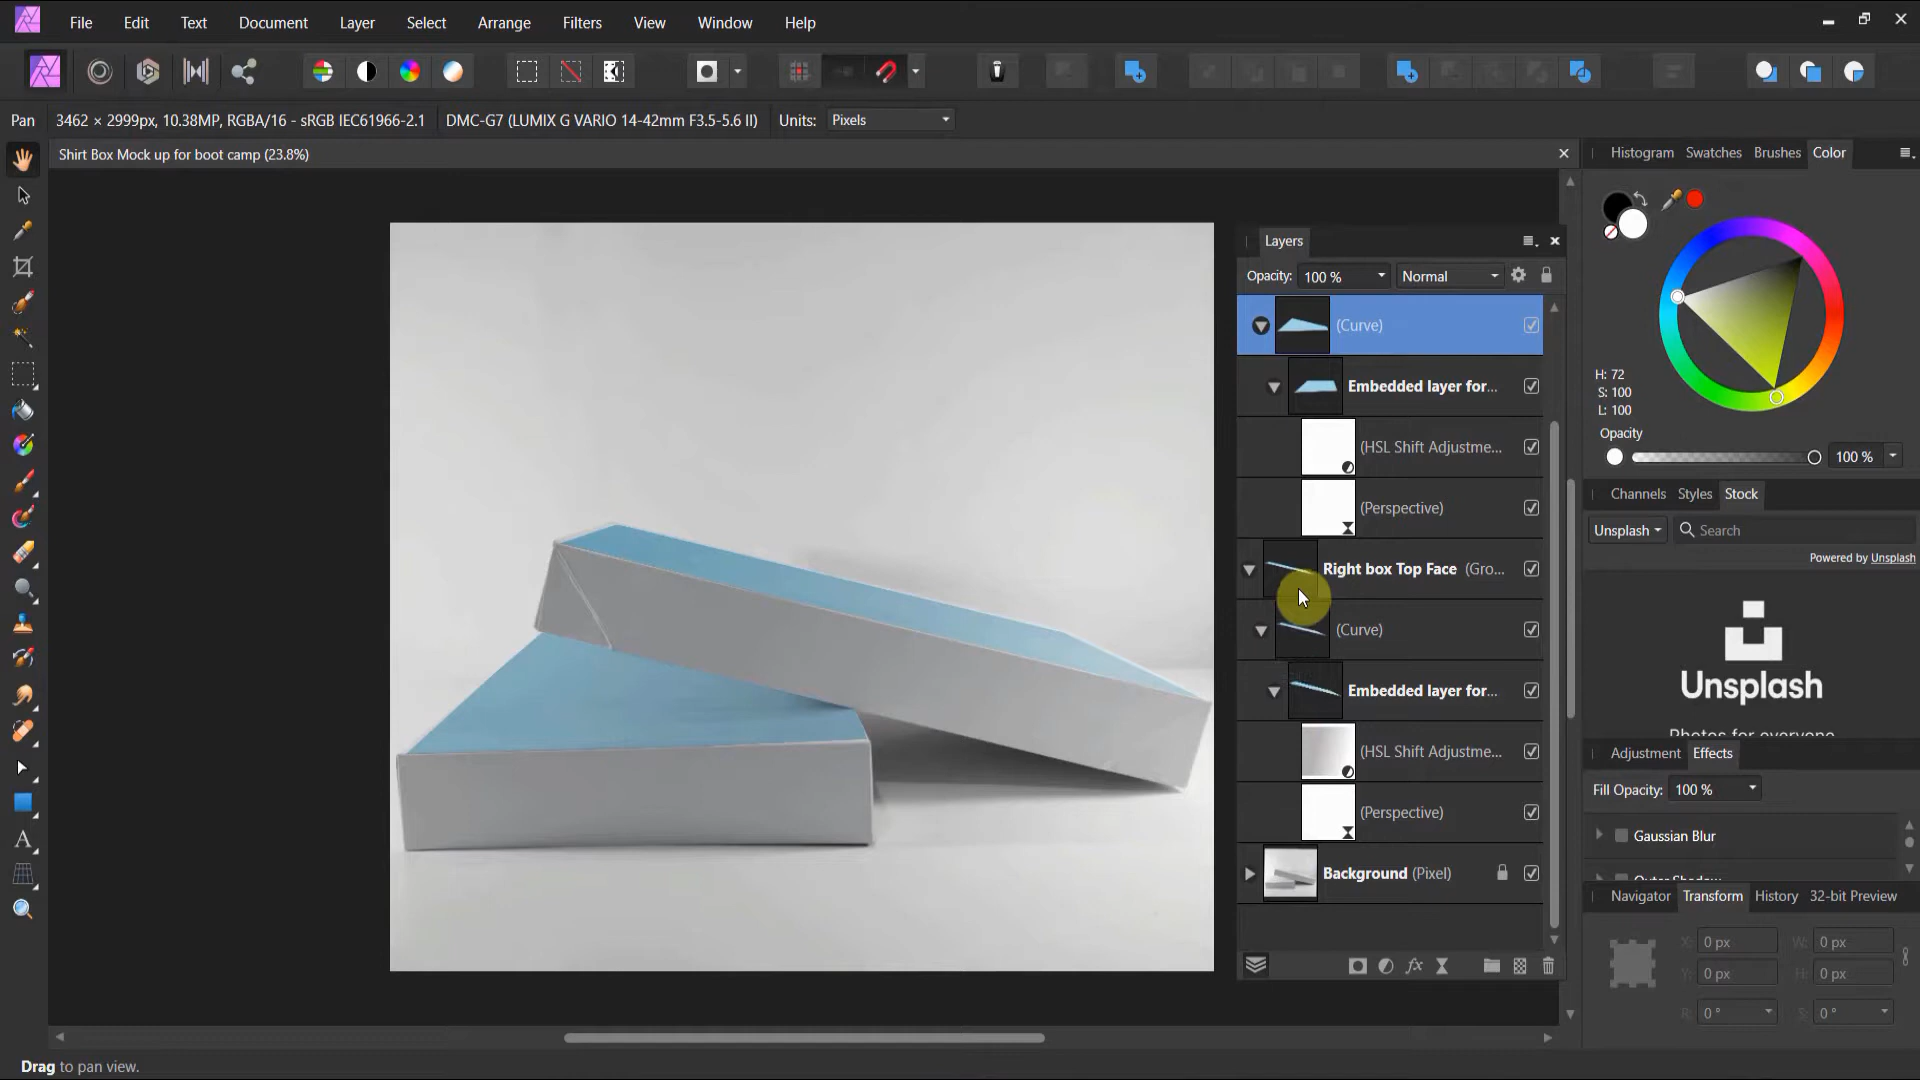 File Edit Text Document Layer Select Arrange Filters View Window Help
Pan 3462 × 2999px, 10.38MP, RGBA/16 - sRGB IEC61966-2.1 DMC-G7 (LUMIX G VARIO 14-42mm F3.5-5.6 II) Units: Pixels
Shirt Box Mock up for boot camp (23.8%)
Histogram Swatches Brushes Color
H: 72
S: 100
L: 100
Opacity
100 %
Layers
Opacity: 100 % Normal
(Curve)
Embedded layer for...
(HSL Shift Adjustme...
(Perspective)
Right box Top Face (Gro...
(Curve)
Embedded layer for...
(HSL Shift Adjustme...
(Perspective)
Background (Pixel)
Channels Styles Stock
Unsplash Search
Powered by Unsplash
Unsplash
Photos for everyone
Adjustment Effects
Fill Opacity: 100 %
Gaussian Blur
Outer Shadow
Navigator Transform History 32-bit Preview
X: 0 px W: 0 px
Y: 0 px H: 0 px
R: 0 ° S: 0 °
Drag to pan view.